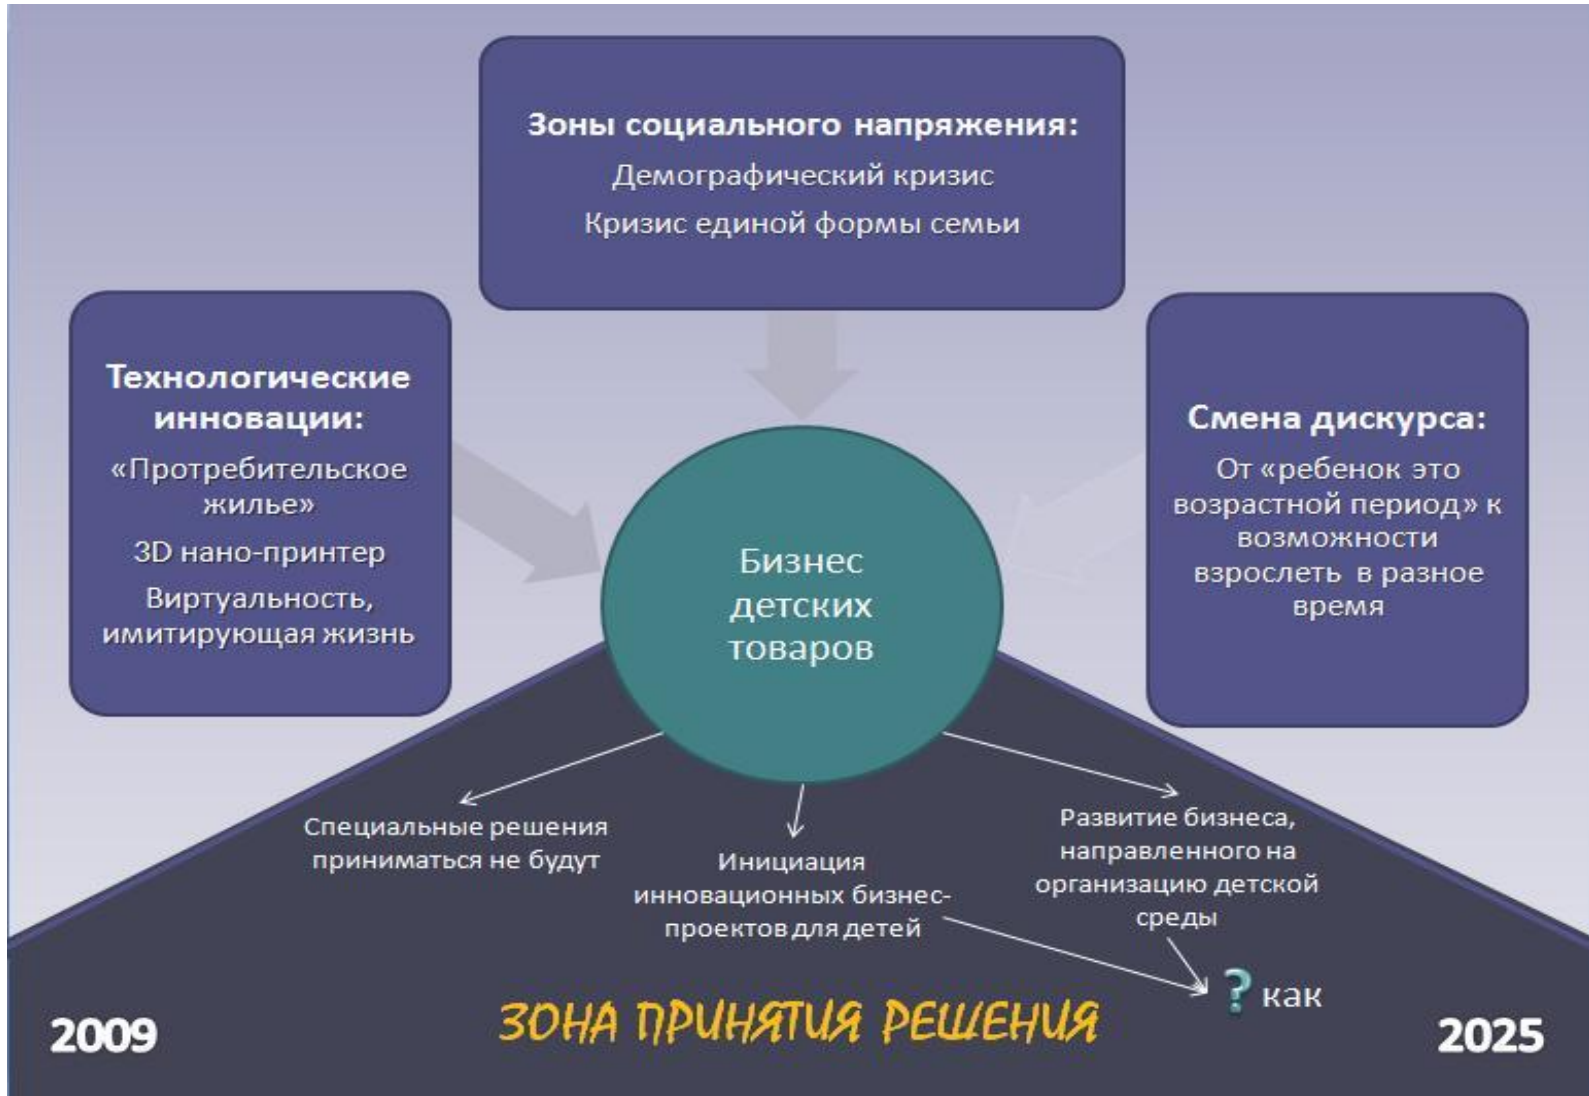 Зоны социального напряжения:
Демографический кризис
Кризис единой формы семьи
Технологические
инновации:
«Протребительское
жилье»
3D нано-принтер
Виртуальность,
имитирующая жизнь
Смена дискурса:
От «ребенок это
возрастной период» к
возможности
взрослеть в разное
время
Бизнес
детских
товаров
Специальные решения
приниматься не будут
Инициация
инновационных бизнес-
проектов для детей
Развитие бизнеса,
направленного на
организацию детской
среды
? как
2009
ЗОНА ПРИНЯТИЯ РЕШЕНИЯ
2025